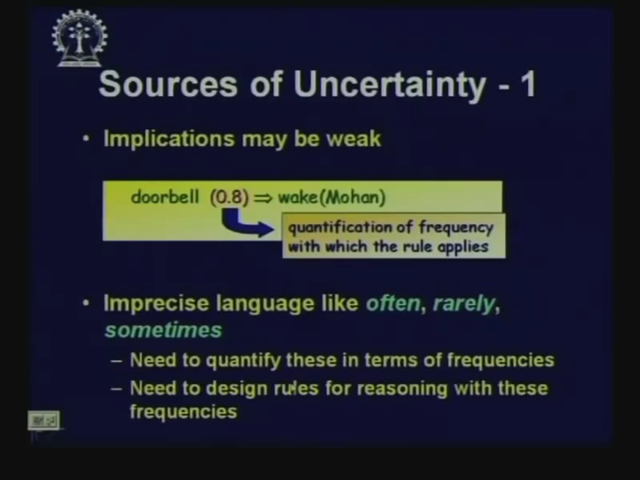 Sources of Uncertainty - 1
• Implications may be weak
doorbell (0.8) ⇒ wake(Mohan)
quantification of frequency
with which the rule applies
• Imprecise language like often, rarely,
sometimes
– Need to quantify these in terms of frequencies
– Need to design rules for reasoning with these
frequencies